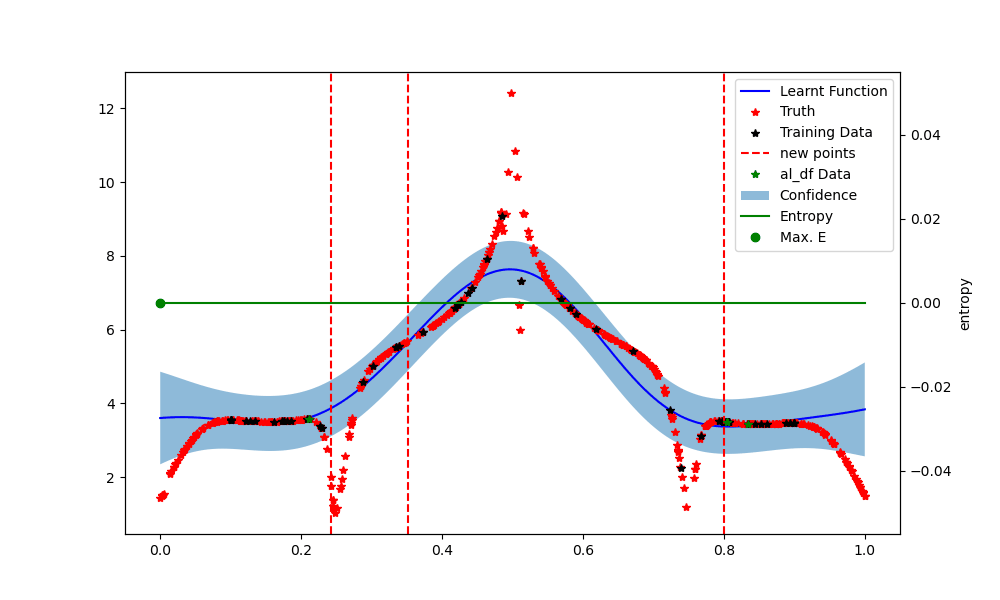 12
10
8
6
4
2
0.0
0.2
0.4
0.6
0.8
1.0
0.04
0.02
0.00
−0.02
−0.04
entropy
Learnt Function
Truth
Training Data
new points
al_df Data
Confidence
Entropy
Max. E